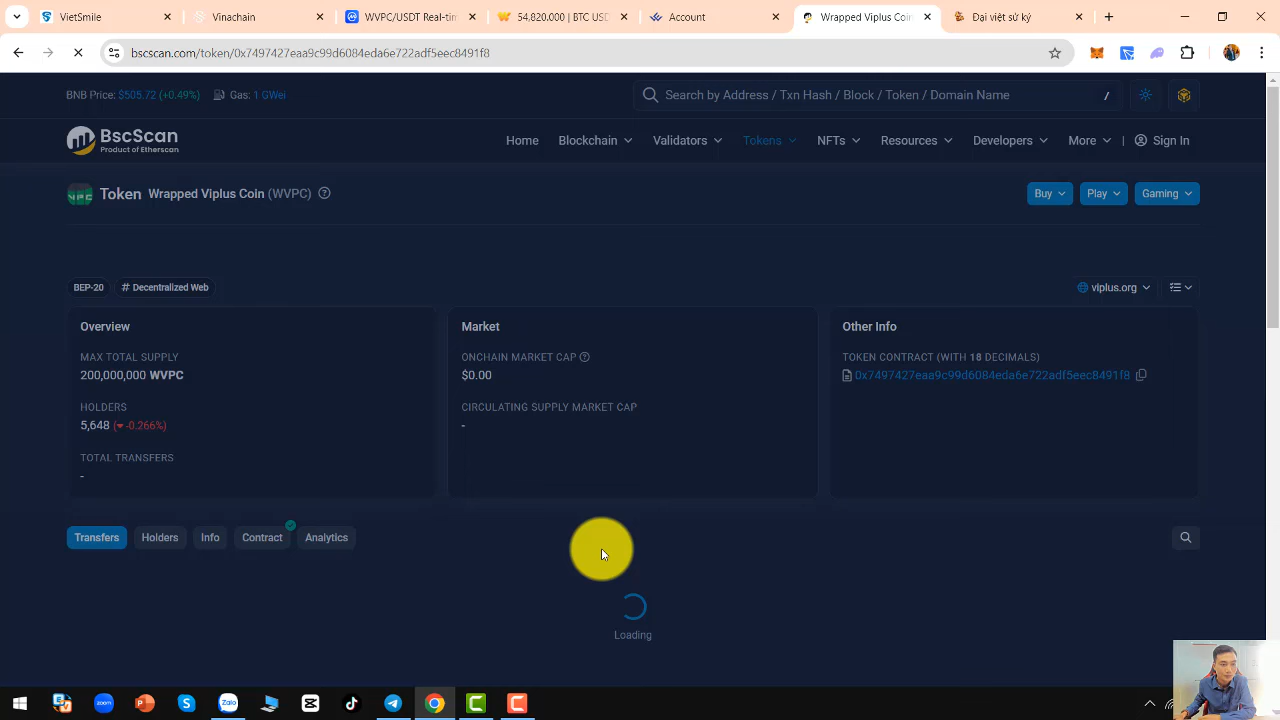 VietSmile
Vinachain
WVPC/USDT Real-tim
54,820.000 | BTC USD
Account
Wrapped Viplus Coin
Dai việt sử ký
bscscan.com/token/0x7497427eaa9c99d6084eda6e722adf5eec8491f8
BNB Price: $505.72 (+0.49%) Gas: 1 GWei
Search by Address / Txn Hash / Block / Token / Domain Name
/
BscScan
Product of Etherscan
Home Blockchain Validators Tokens NFTs Resources Developers More | Sign In
VPC
Token Wrapped Viplus Coin (WVPC)
Buy Play Gaming
BEP-20 # Decentralized Web
viplus.org
Overview
MAX TOTAL SUPPLY
200,000,000 WVPC
HOLDERS
5,648 (-0.266%)
TOTAL TRANSFERS
-
Market
ONCHAIN MARKET CAP
$0.00
CIRCULATING SUPPLY MARKET CAP
-
Other Info
TOKEN CONTRACT (WITH 18 DECIMALS)
0x7497427eaa9c99d6084eda6e722adf5eec8491f8
Transfers Holders Info Contract Analytics
Loading
zoom
Zalo